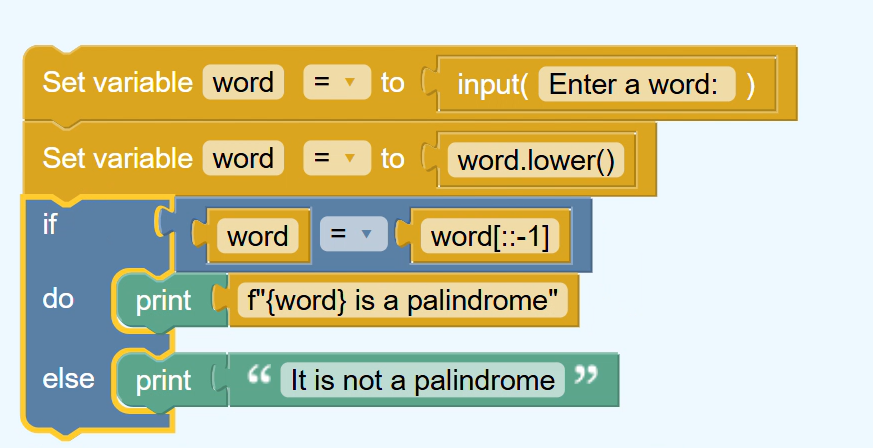 Set variable word = to input( Enter a word: )
Set variable word = to word.lower()
if word = word[::-1]
do print f"{word} is a palindrome"
else print “ It is not a palindrome ”